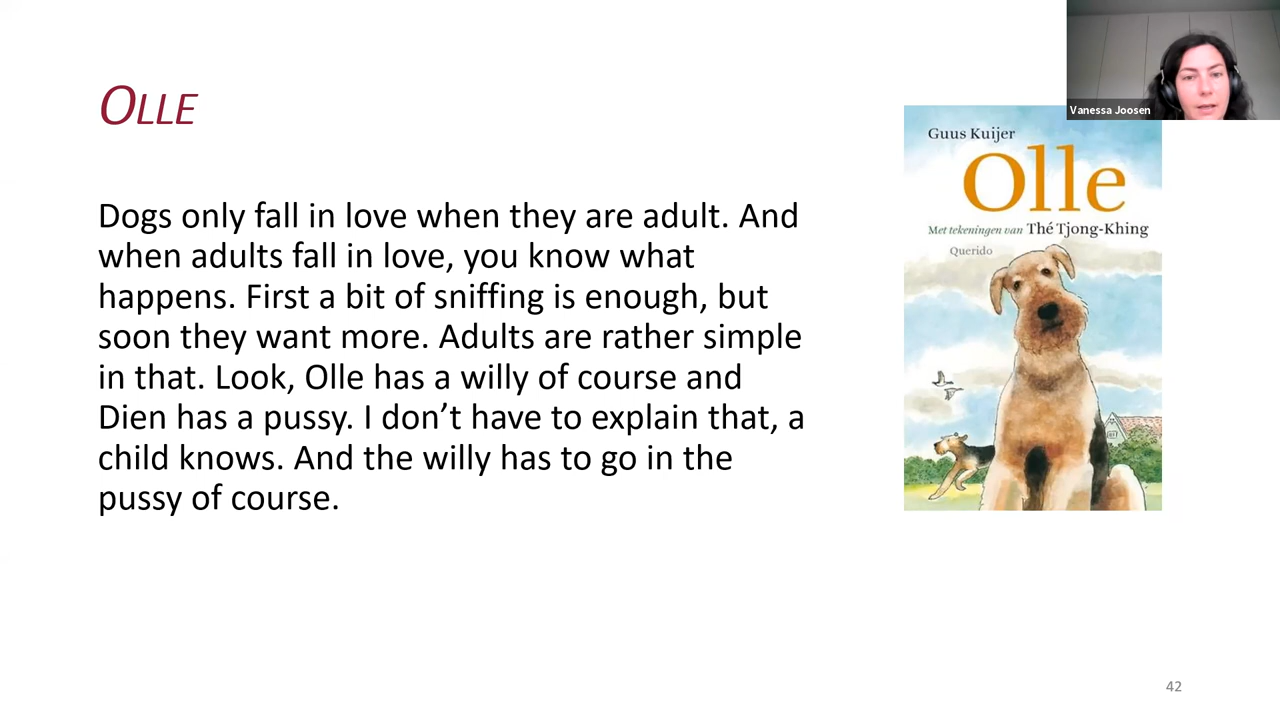 OLLE
Dogs only fall in love when they are adult. And
when adults fall in love, you know what
happens. First a bit of sniffing is enough, but
soon they want more. Adults are rather simple
in that. Look, Olle has a willy of course and
Dien has a pussy. I don’t have to explain that, a
child knows. And the willy has to go in the
pussy of course.
Vanessa Joosen
Guus Kuijer
Olle
Met tekeningen van Thé Tjong-Khing
Querido
42